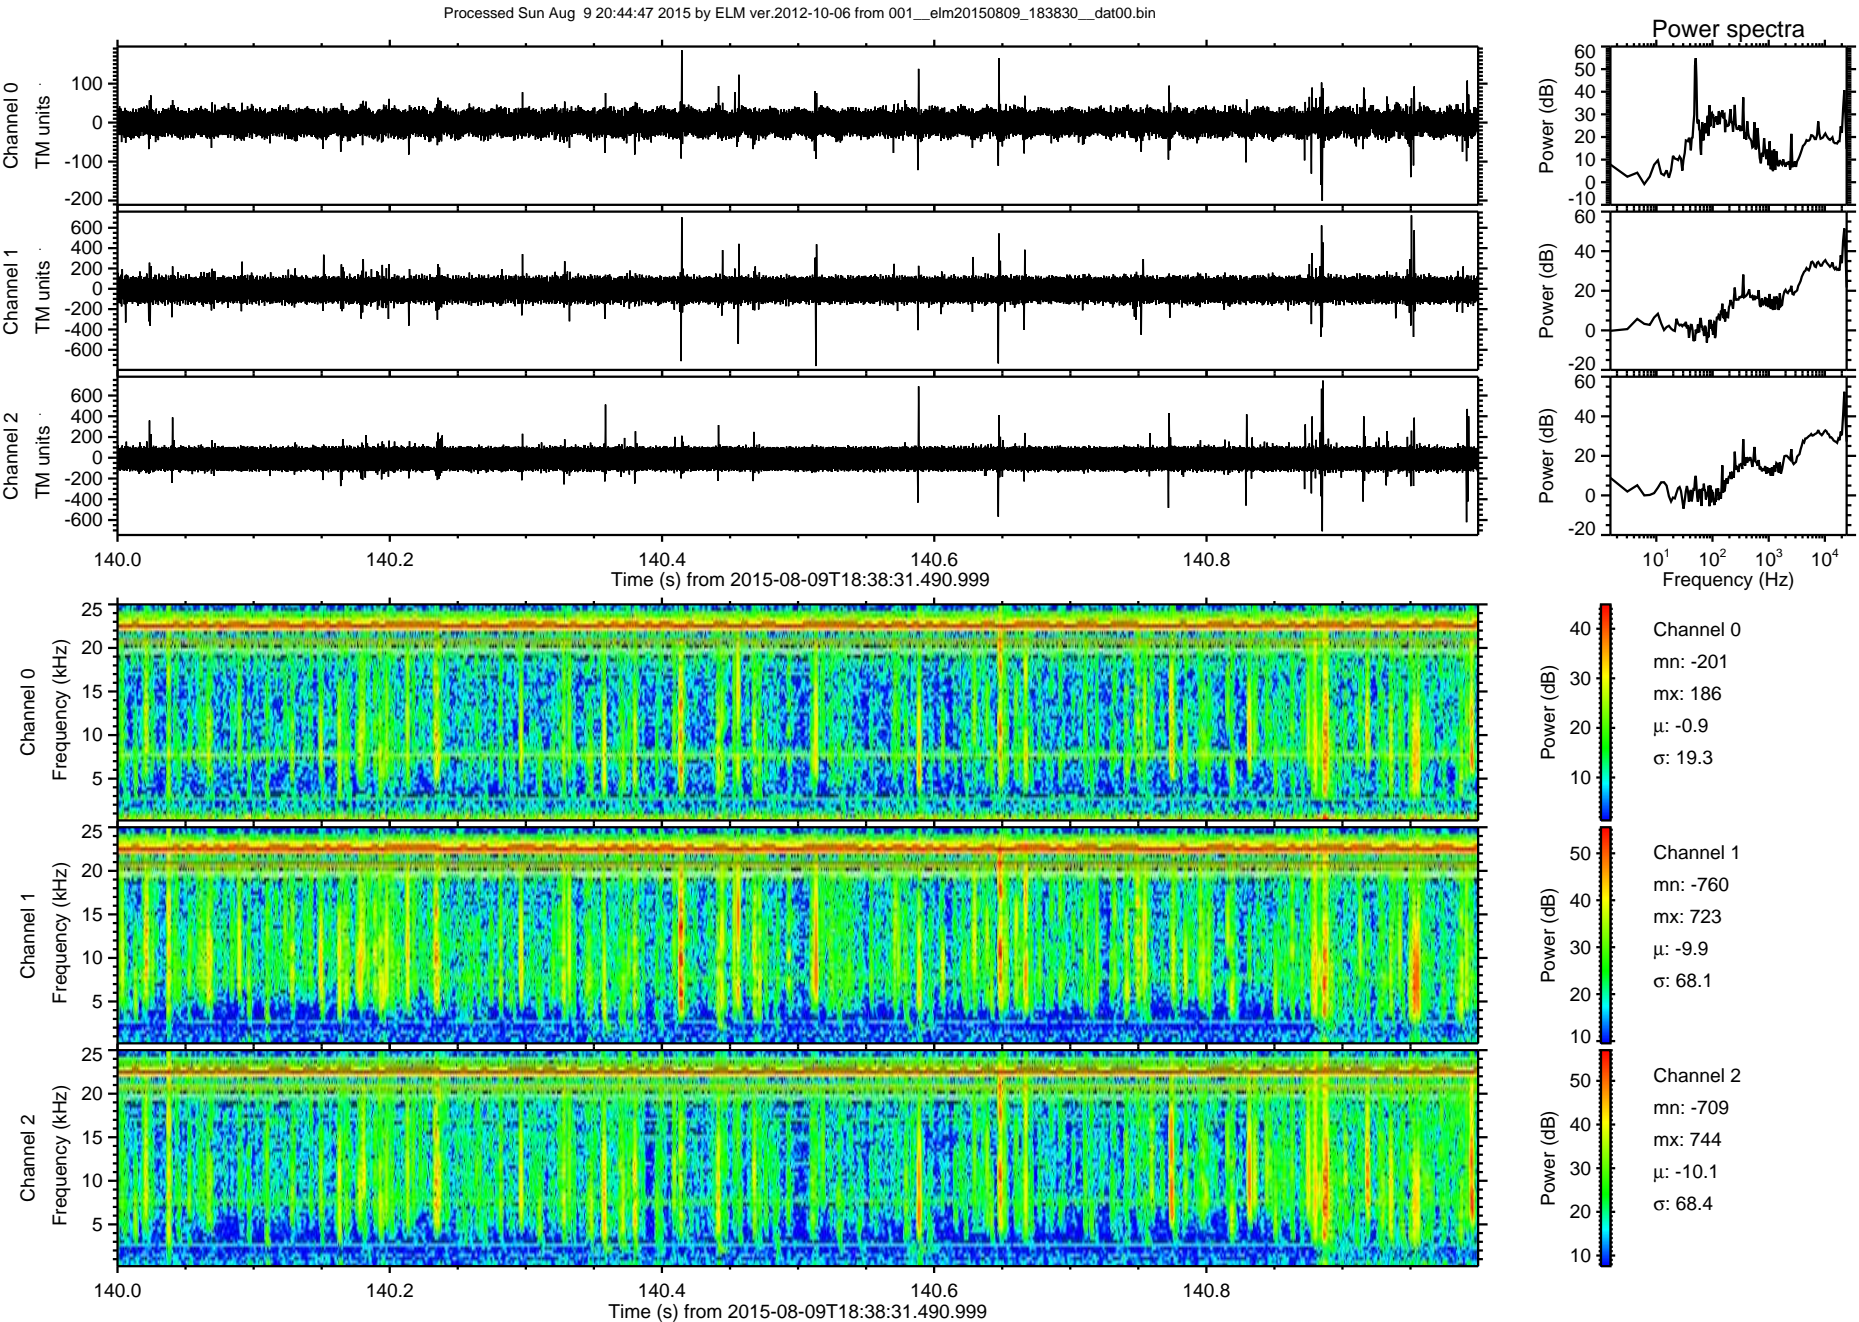 Processed Sun Aug  9 20:44:47 2015 by ELM ver.2012-10-06 from 001__elm20150809_183830__dat00.bin
Power spectra
Channel 0
TM units
100
0
-100
-200
Power (dB)
60
50
40
30
20
10
0
-10
Channel 1
TM units
600
400
200
0
-200
-400
-600
Power (dB)
60
40
20
0
-20
Channel 2
TM units
600
400
200
0
-200
-400
-600
Power (dB)
60
40
20
0
-20
140.0 140.2 140.4 140.6 140.8
Time (s) from 2015-08-09T18:38:31.490.999
10^1 10^2 10^3 10^4
Frequency (Hz)
Channel 0
Frequency (kHz)
25
20
15
10
5
Power (dB)
40
30
20
10
Channel 0
mn: -201
mx: 186
μ: -0.9
σ: 19.3
Channel 1
Frequency (kHz)
25
20
15
10
5
Power (dB)
50
40
30
20
10
Channel 1
mn: -760
mx: 723
μ: -9.9
σ: 68.1
Channel 2
Frequency (kHz)
25
20
15
10
5
Power (dB)
50
40
30
20
10
Channel 2
mn: -709
mx: 744
μ: -10.1
σ: 68.4
140.0 140.2 140.4 140.6 140.8
Time (s) from 2015-08-09T18:38:31.490.999